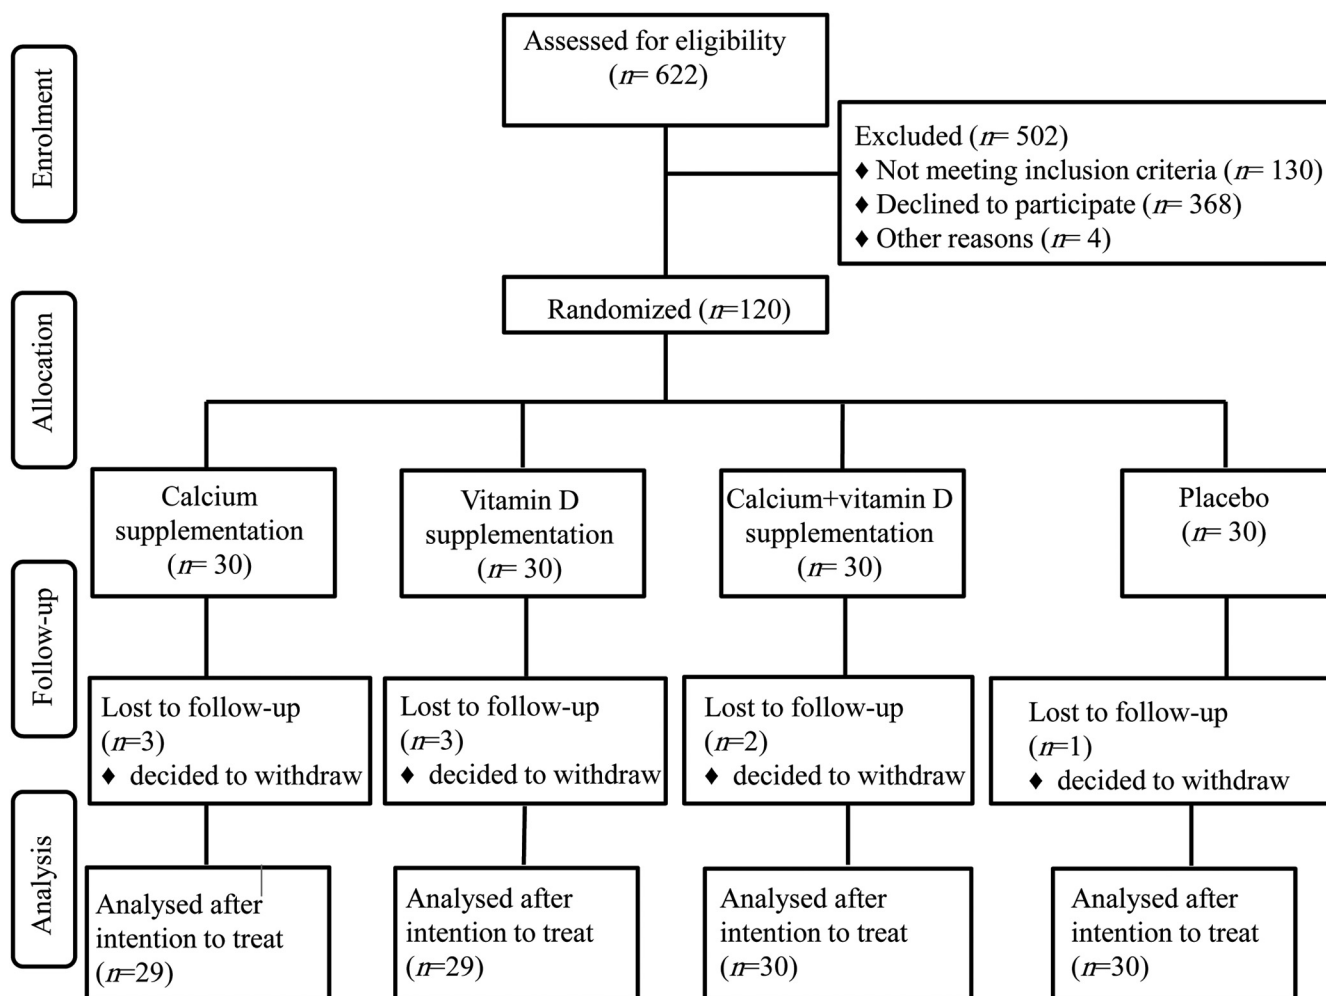 Enrolment
Assessed for eligibility
(n= 622)
Excluded (n= 502)
♦ Not meeting inclusion criteria (n= 130)
♦ Declined to participate (n= 368)
♦ Other reasons (n= 4)
Allocation
Randomized (n=120)
Calcium
supplementation
(n= 30)
Vitamin D
supplementation
(n= 30)
Calcium+vitamin D
supplementation
(n= 30)
Placebo
(n= 30)
Follow-up
Lost to follow-up
(n=3)
♦ decided to withdraw
Lost to follow-up
(n=3)
♦ decided to withdraw
Lost to follow-up
(n=2)
♦ decided to withdraw
Lost to follow-up
(n=1)
♦ decided to withdraw
Analysis
Analysed after
intention to treat
(n=29)
Analysed after
intention to treat
(n=29)
Analysed after
intention to treat
(n=30)
Analysed after
intention to treat
(n=30)